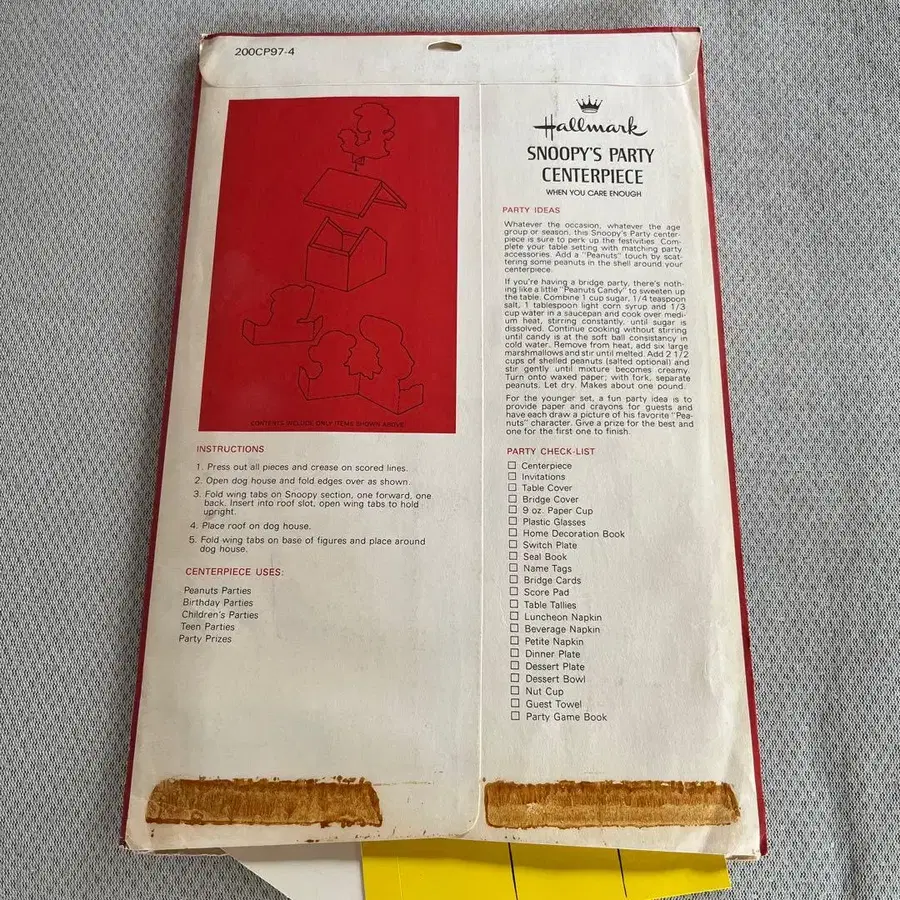 200CP97-4
CONTENTS INCLUDE ONLY ITEMS SHOWN ABOVE
INSTRUCTIONS
1. Press out all pieces and crease on scored lines.
2. Open dog house and fold edges over as shown.
3. Fold wing tabs on Snoopy section, one forward, one
back. Insert into roof slot, open wing tabs to hold
upright.
4. Place roof on dog house.
5. Fold wing tabs on base of figures and place around
dog house.
CENTERPIECE USES:
Peanuts Parties
Birthday Parties
Children's Parties
Teen Parties
Party Prizes
Hallmark
SNOOPY'S PARTY
CENTERPIECE
WHEN YOU CARE ENOUGH
PARTY IDEAS
Whatever the occasion, whatever the age
group or season, this Snoopy's Party center-
piece is sure to perk up the festivities. Com-
plete your table setting with matching party
accessories. Add a "Peanuts" touch by scat-
tering some peanuts in the shell around your
centerpiece.
If you're having a bridge party, there's noth-
ing like a little "Peanuts Candy" to sweeten up
the table. Combine 1 cup sugar, 1/4 teaspoon
salt, 1 tablespoon light corn syrup and 1/3
cup water in a saucepan and cook over medi-
um heat, stirring constantly, until sugar is
dissolved. Continue cooking without stirring
until candy is at the soft ball consistancy in
cold water. Remove from heat, add six large
marshmallows and stir until melted. Add 2 1/2
cups of shelled peanuts (salted optional) and
stir gently until mixture becomes creamy.
Turn onto waxed paper; with fork, separate
peanuts. Let dry. Makes about one pound.
For the younger set, a fun party idea is to
provide paper and crayons for guests and
have each draw a picture of his favorite "Pea-
nuts" character. Give a prize for the best and
one for the first one to finish.
PARTY CHECK-LIST
Centerpiece
Invitations
Table Cover
Bridge Cover
9 oz. Paper Cup
Plastic Glasses
Home Decoration Book
Switch Plate
Seal Book
Name Tags
Bridge Cards
Score Pad
Table Tallies
Luncheon Napkin
Beverage Napkin
Petite Napkin
Dinner Plate
Dessert Plate
Dessert Bowl
Nut Cup
Guest Towel
Party Game Book